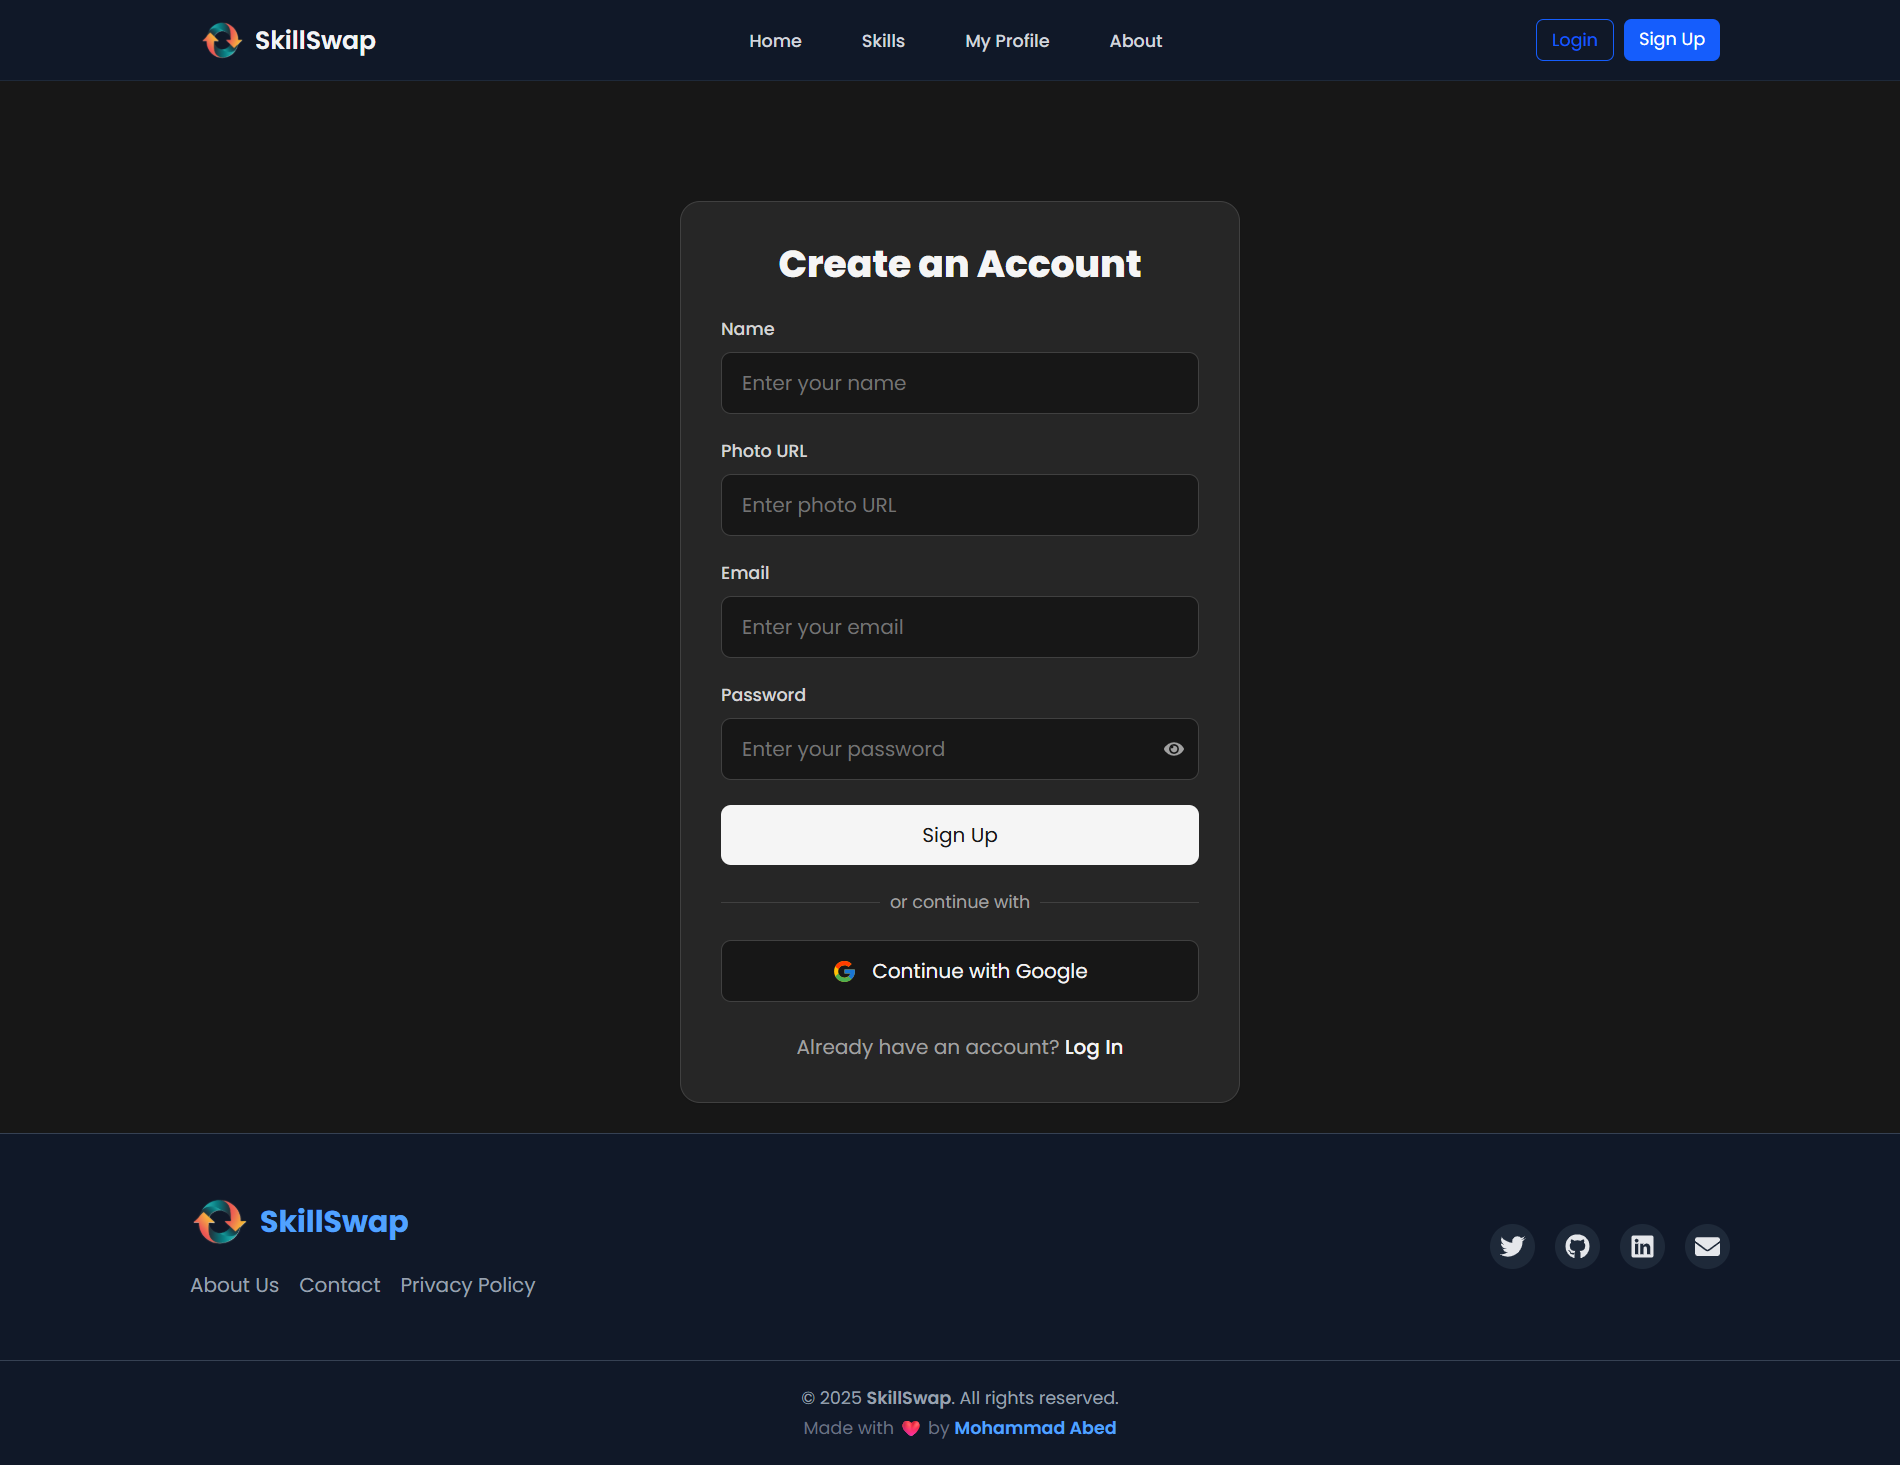 SkillSwap
Home
Skills
My Profile
About
Login
Sign Up
Create an Account
Name
Enter your name
Photo URL
Enter photo URL
Email
Enter your email
Password
Enter your password
Sign Up
or continue with
Continue with Google
Already have an account? Log In
SkillSwap
About Us
Contact
Privacy Policy
© 2025 SkillSwap. All rights reserved.
Made with ❤️ by Mohammad Abed